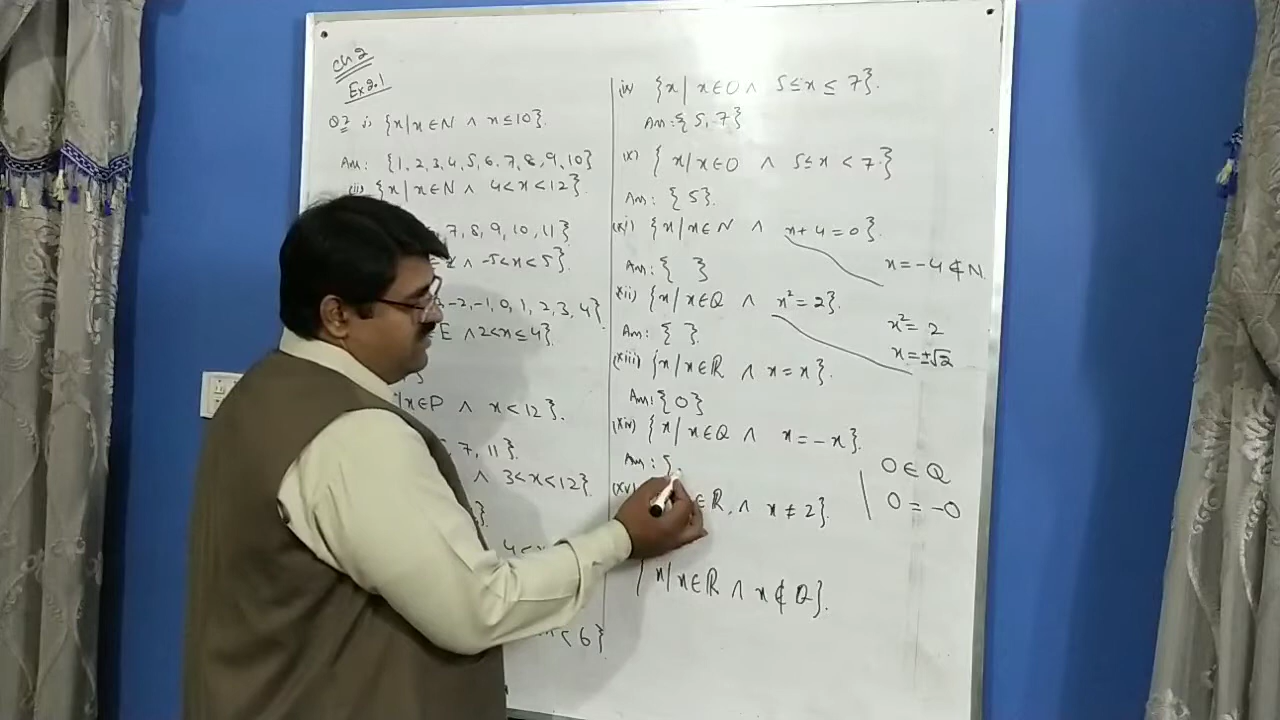 Ch 2
Ex 2.1
Q2 i) {x|x∈N ∧ x≤10}.
Ans: {1, 2, 3, 4, 5, 6, 7, 8, 9, 10}
{x|x∈N ∧ 4<x<12}.
7, 8, 9, 10, 11}.
∧ -5<x<5}.
-2, -1, 0, 1, 2, 3, 4}.
E ∧ 2<x≤4}.
|x∈P ∧ x<12}.
7, 11}.
∧ 3<x<12}.
}.
4<x
< 6}
{x| x∈O ∧ 5≤x≤ 7}.
Ans:{ 5, 7}
(x) { x|x∈O ∧ 5≤x < 7}
Ans: { 5}.
(xi) {x|x∈N ∧ x+4=0}.
x=-4∉N.
Ans:{ }
(xii) {x|x∈Q ∧ x²=2}.
x²=2
Ans: { }.
x=±√2
(xiii) {x|x∈R ∧ x=x}.
Ans:{0}
(xiv) {x|x∈Q ∧ x=-x}.
Ans: {
0∈Q
(xv)
∈R ∧ x≠2}.
0=-0
{x|x∈R ∧ x∉Q}.